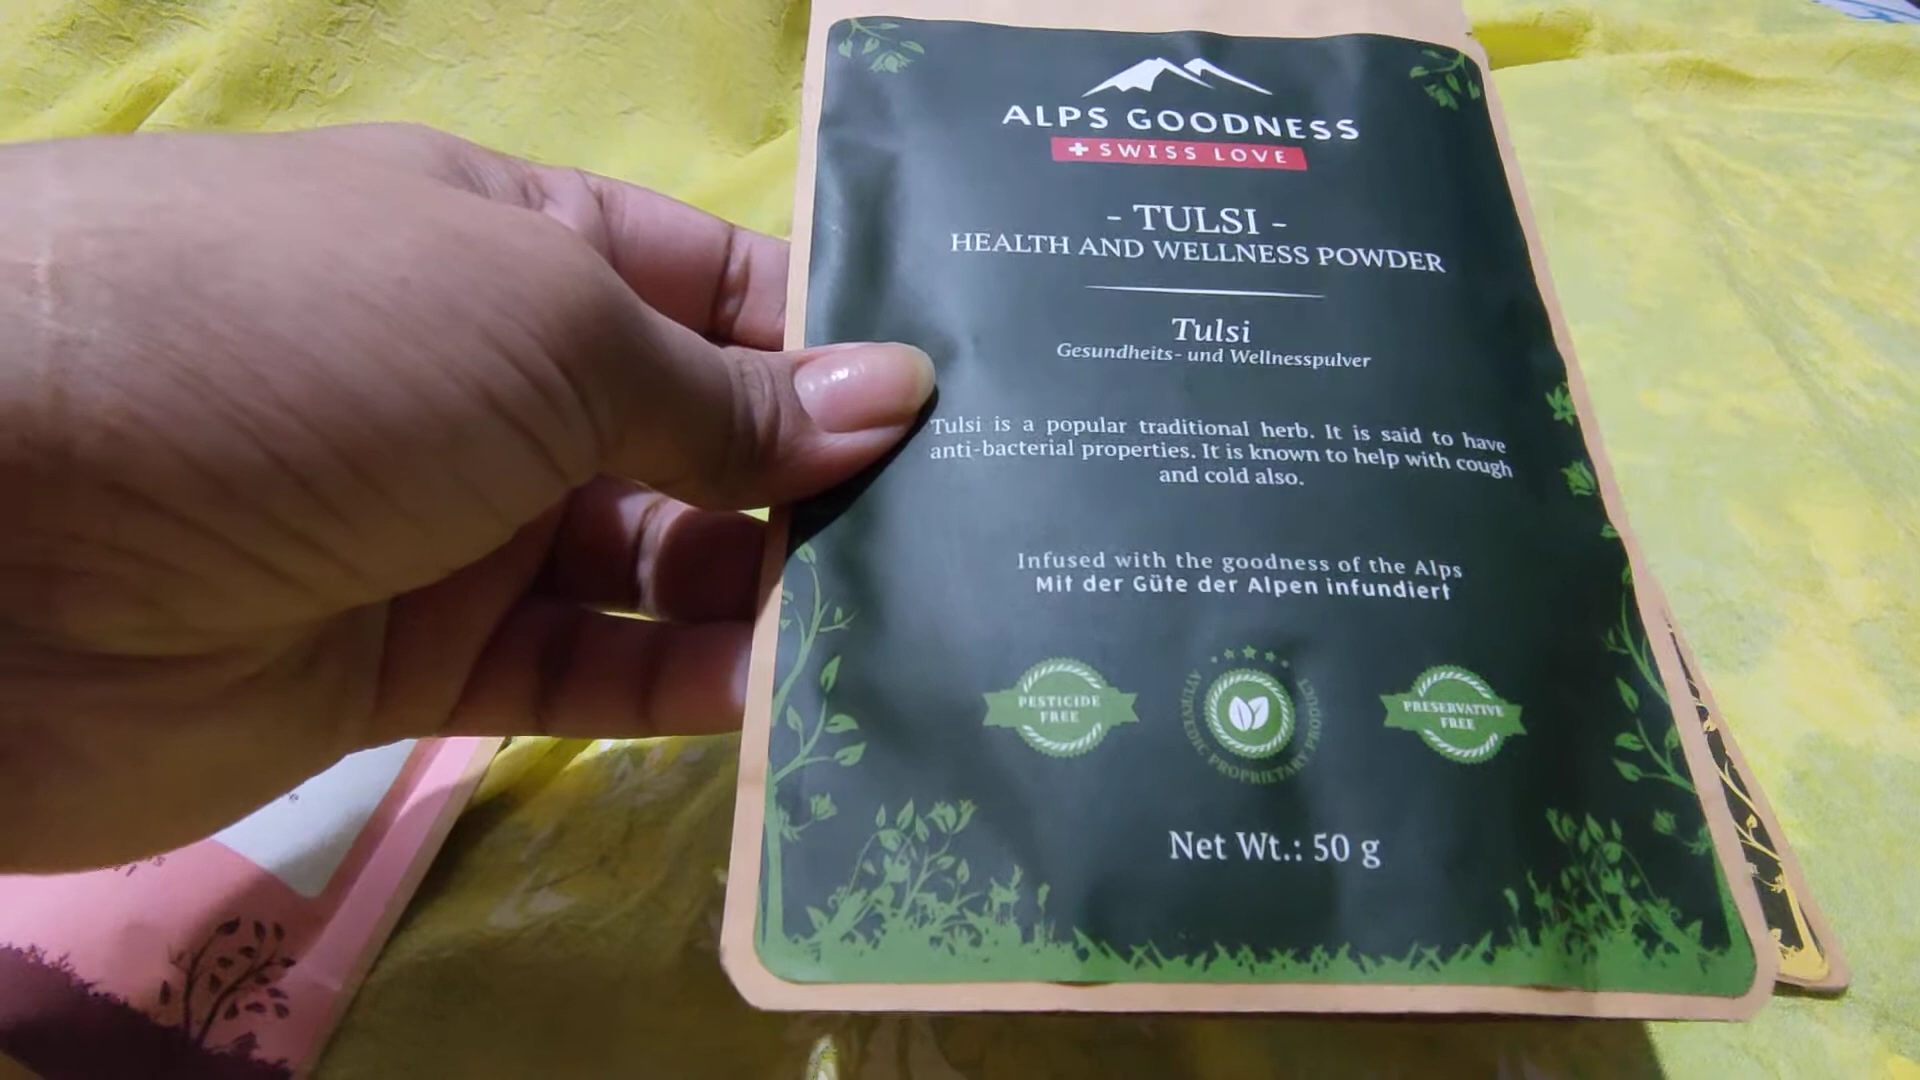 ALPS GOODNESS
+ SWISS LOVE
- TULSI -
HEALTH AND WELLNESS POWDER
Tulsi
Gesundheits- und Wellnesspulver
Tulsi is a popular traditional herb. It is said to have
anti-bacterial properties. It is known to help with cough
and cold also.
Infused with the goodness of the Alps
Mit der Güte der Alpen infundiert
PESTICIDE
FREE
AYURVEDIC PROPRIETARY PRODUCT
PRESERVATIVE
FREE
Net Wt.: 50 g